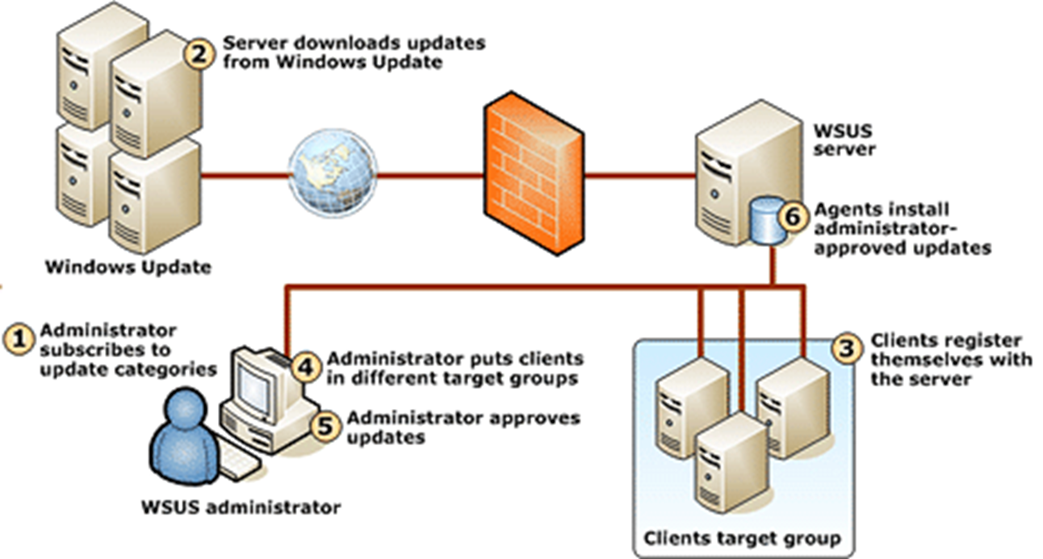 2 Server downloads updates
from Windows Update
WSUS
server
6 Agents install
administrator-
approved updates
Windows Update
1 Administrator
subscribes to
update categories
4 Administrator puts clients
in different target groups
5 Administrator approves
updates
WSUS administrator
3 Clients register
themselves with
the server
Clients target group